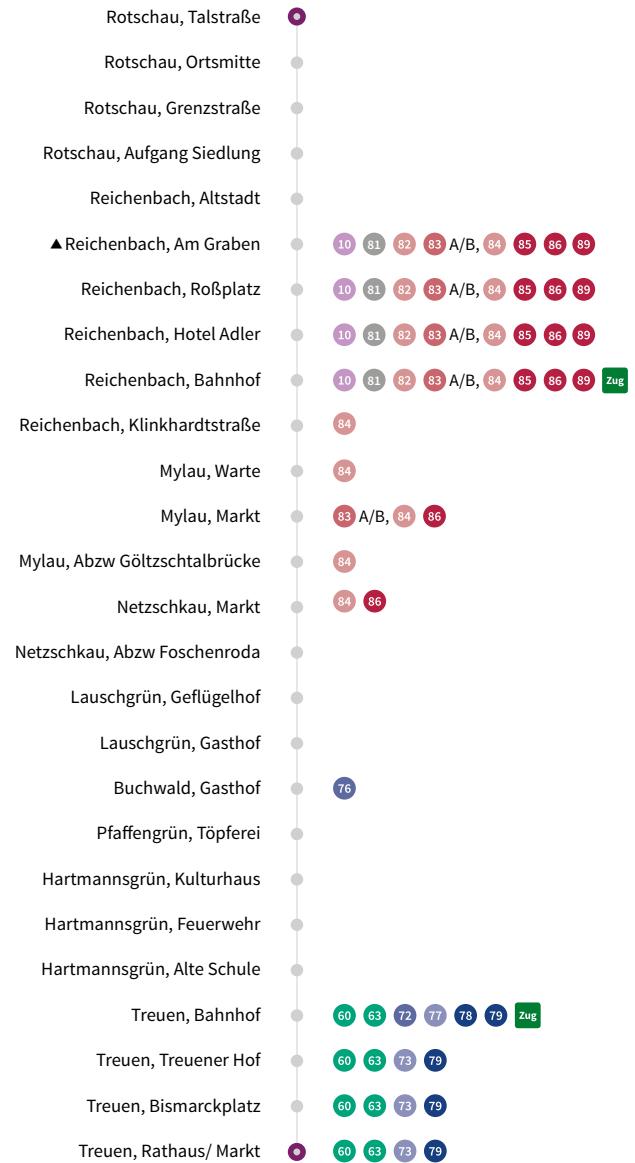 Rotschau, Talstraße
Rotschau, Ortsmitte
Rotschau, Grenzstraße
Rotschau, Aufgang Siedlung
Reichenbach, Altstadt
▲Reichenbach, Am Graben 10 81 82 83 A/B, 84 85 86 89
Reichenbach, Roßplatz 10 81 82 83 A/B, 84 85 86 89
Reichenbach, Hotel Adler 10 81 82 83 A/B, 84 85 86 89
Reichenbach, Bahnhof 10 81 82 83 A/B, 84 85 86 89 Zug
Reichenbach, Klinkhardtstraße 84
Mylau, Warte 84
Mylau, Markt 83 A/B, 84 86
Mylau, Abzw Göltzschtalbrücke 84
Netzschkau, Markt 84 86
Netzschkau, Abzw Foschenroda
Lauschgrün, Geflügelhof
Lauschgrün, Gasthof
Buchwald, Gasthof 76
Pfaffengrün, Töpferei
Hartmannsgrün, Kulturhaus
Hartmannsgrün, Feuerwehr
Hartmannsgrün, Alte Schule
Treuen, Bahnhof 60 63 72 77 78 79 Zug
Treuen, Treuener Hof 60 63 73 79
Treuen, Bismarckplatz 60 63 73 79
Treuen, Rathaus/ Markt 60 63 73 79